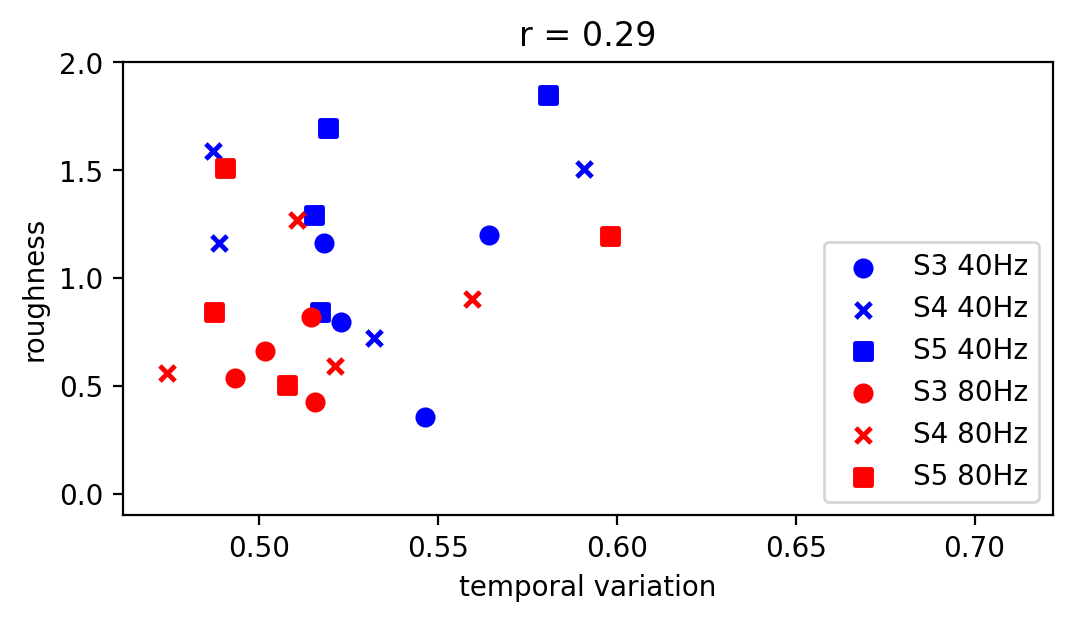 r = 0.29
roughness
2.0
1.5
1.0
0.5
0.0
0.50 0.55 0.60 0.65 0.70
temporal variation
S3 40Hz
S4 40Hz
S5 40Hz
S3 80Hz
S4 80Hz
S5 80Hz